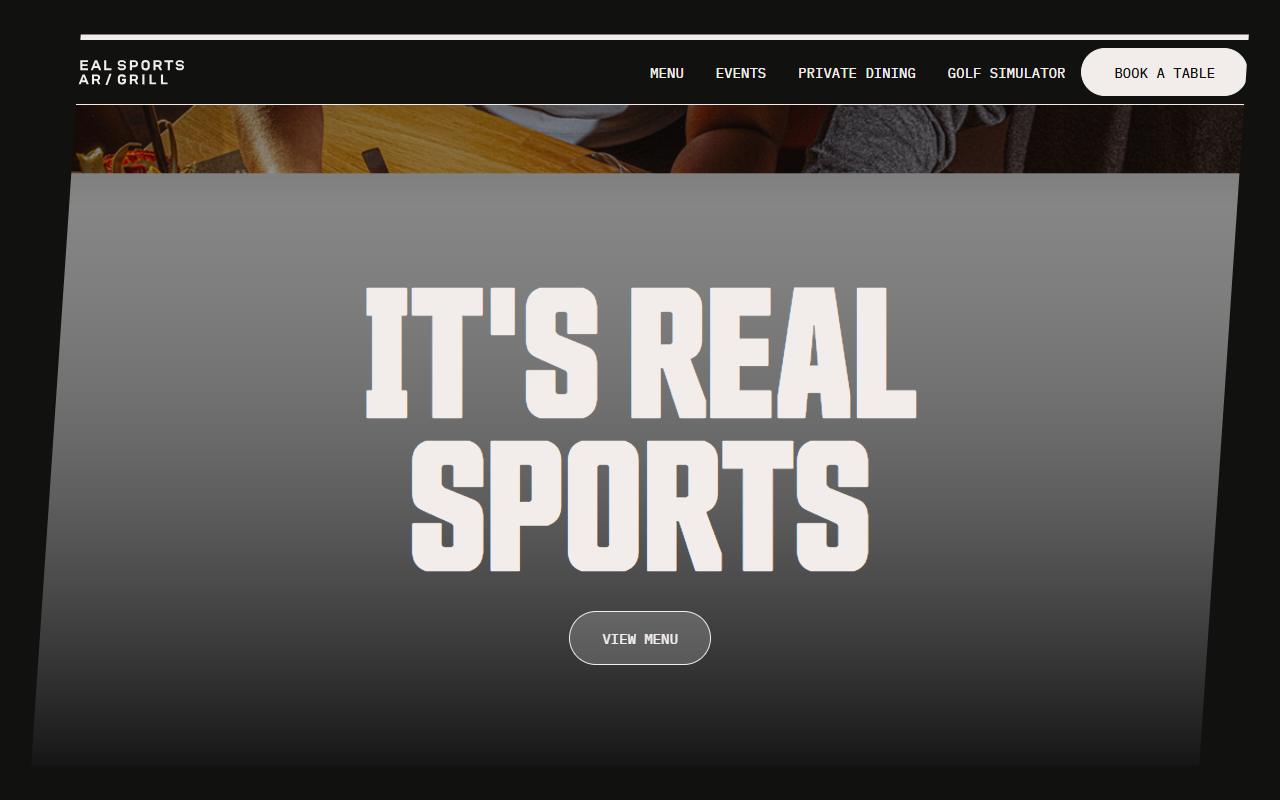 EAL SPORTS
AR / GRILL
MENU EVENTS PRIVATE DINING GOLF SIMULATOR BOOK A TABLE
IT'S REAL
SPORTS
VIEW MENU